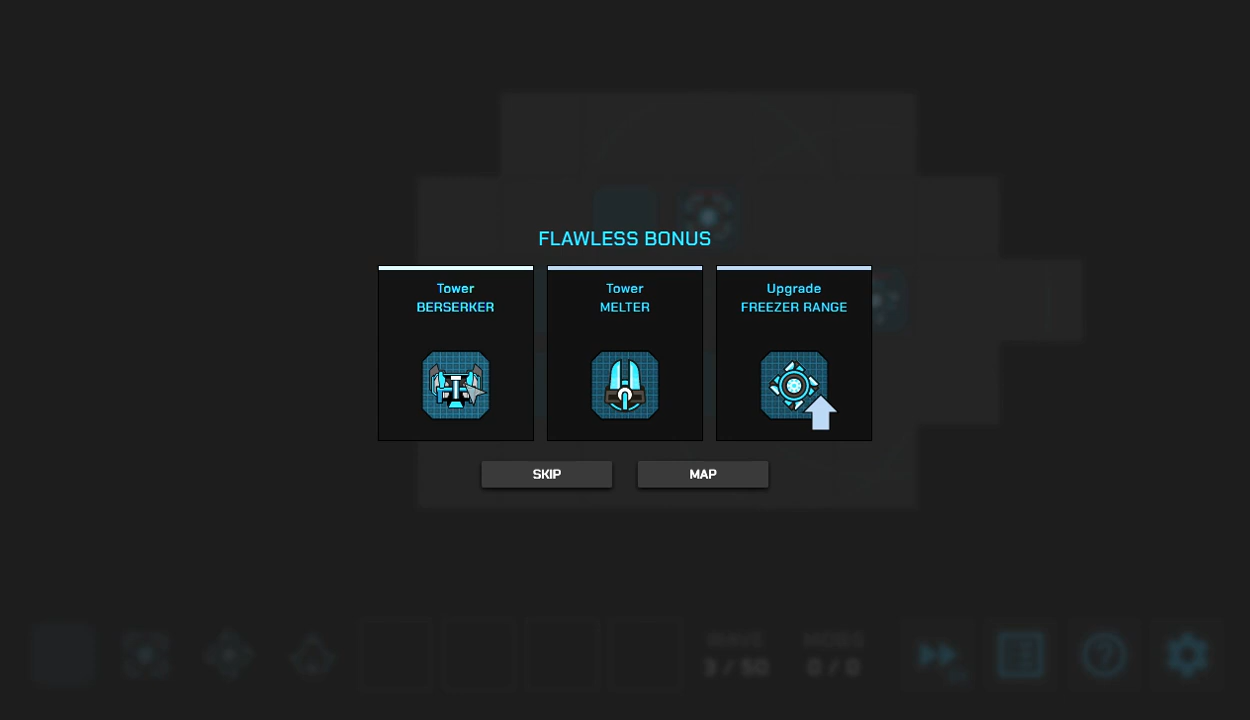 FLAWLESS BONUS
Tower
BERSERKER
Tower
MELTER
Upgrade
FREEZER RANGE
SKIP
MAP
WAVE
3 / 50
MOBS
0 / 0